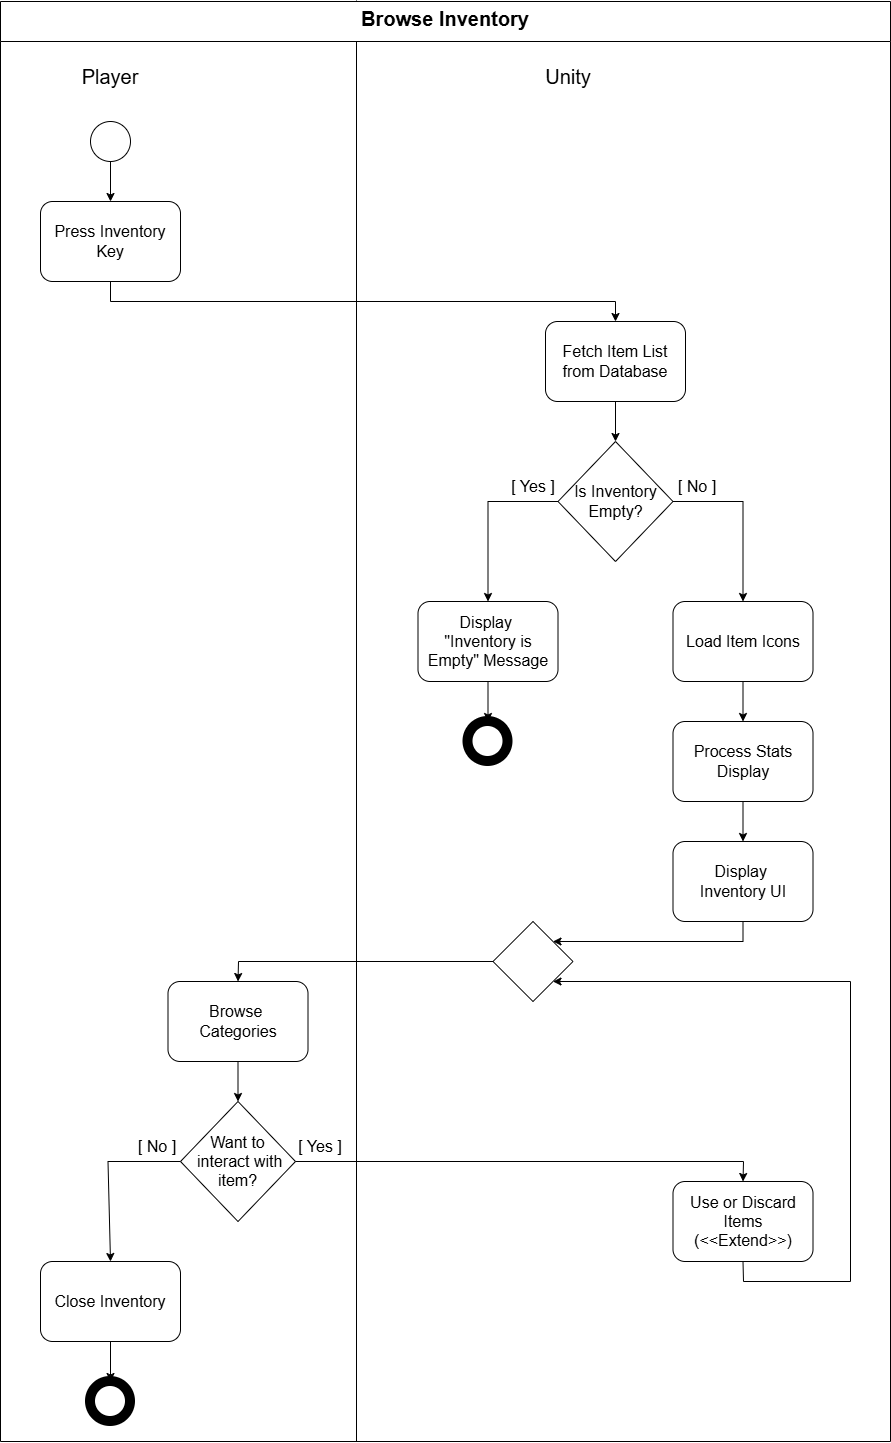 Browse Inventory
Player
Unity
Press Inventory
Key
Fetch Item List
from Database
[ Yes ]
Is Inventory
Empty?
[ No ]
Display
"Inventory is
Empty" Message
Load Item Icons
Process Stats
Display
Display
Inventory UI
Browse
Categories
[ No ]
Want to
interact with
item?
[ Yes ]
Use or Discard
Items
(<<Extend>>)
Close Inventory